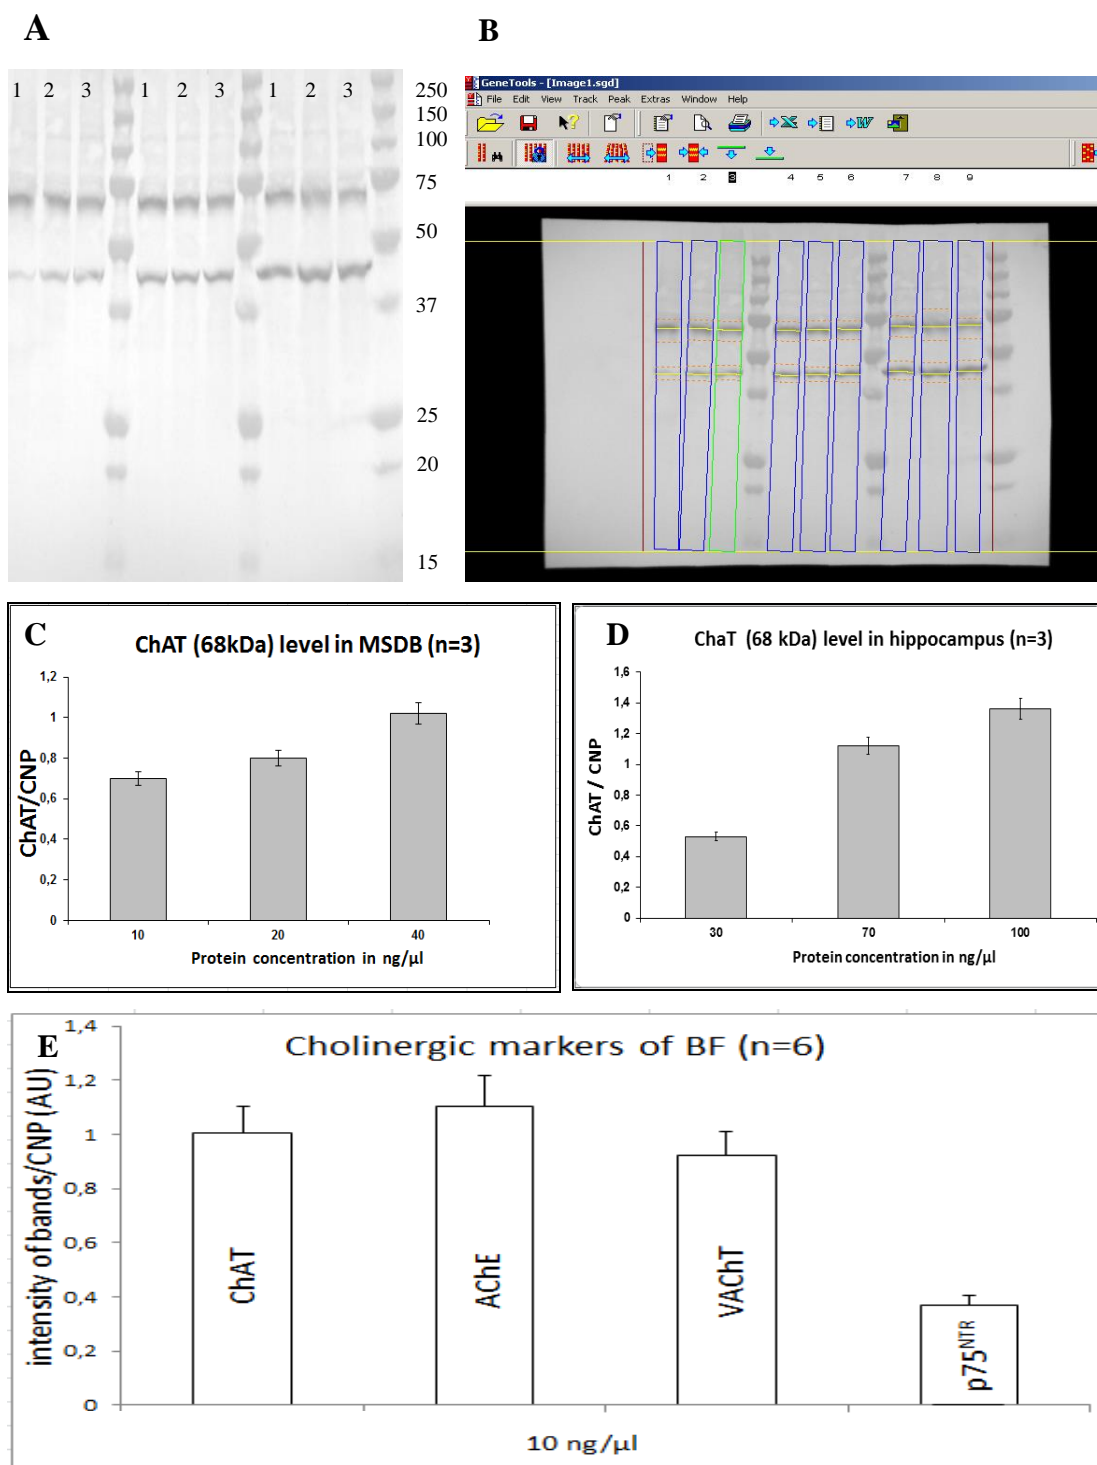 A
B
1 2 3 1 2 3 1 2 3
250
150
100
75
50
37
25
20
15
GeneTools - [Image1.sgd]
File Edit View Track Peak Extras Window Help
1 2 3 4 5 6 7 8 9
C
ChAT (68kDa) level in MSDB (n=3)
ChAT/CNP
1,2
1
0,8
0,6
0,4
0,2
0
10 20 40
Protein concentration in ng/µl
D
ChaT (68 kDa) level in hippocampus (n=3)
ChAT / CNP
1,6
1,4
1,2
1
0,8
0,6
0,4
0,2
0
30 70 100
Protein concentration in ng/µl
E
Cholinergic markers of BF (n=6)
intensity of bands/CNP (AU)
1,4
1,2
1
0,8
0,6
0,4
0,2
0
ChAT
AChE
VAChT
p75NTR
10 ng/µl